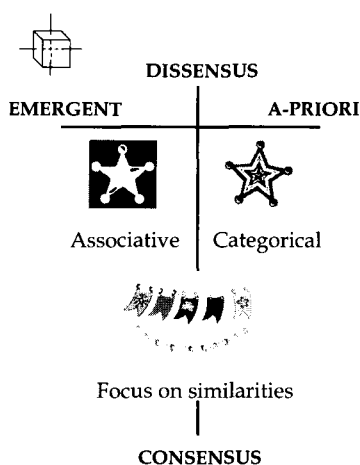 DISSENSUS
EMERGENT A-PRIORI
Associative Categorical
Focus on similarities
CONSENSUS